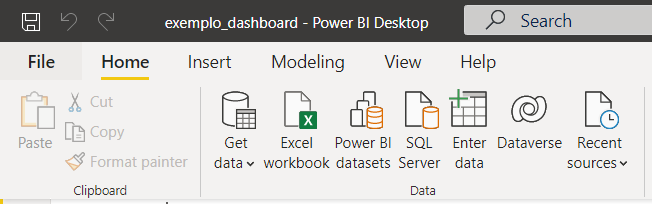 exemplo_dashboard - Power BI Desktop
Search
File Home Insert Modeling View Help
Paste
Cut
Copy
Format painter
Clipboard
Get data
Excel workbook
Power BI datasets
SQL Server
Enter data
Dataverse
Recent sources
Data